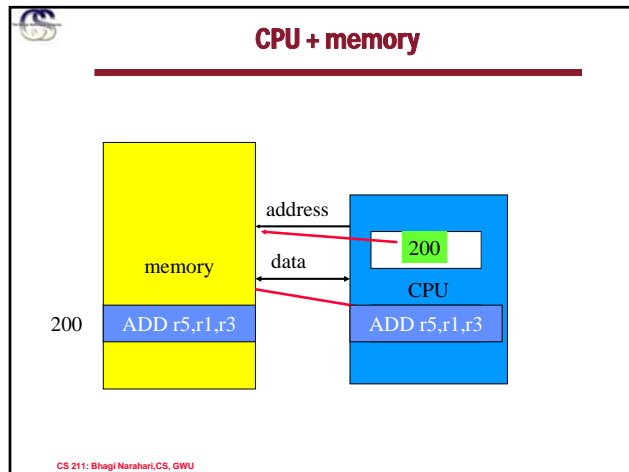 CPU + memory
address
200
data
memory
CPU
200
ADD r5,r1,r3
ADD r5,r1,r3
CS 211: Bhagi Narahari,CS, GWU